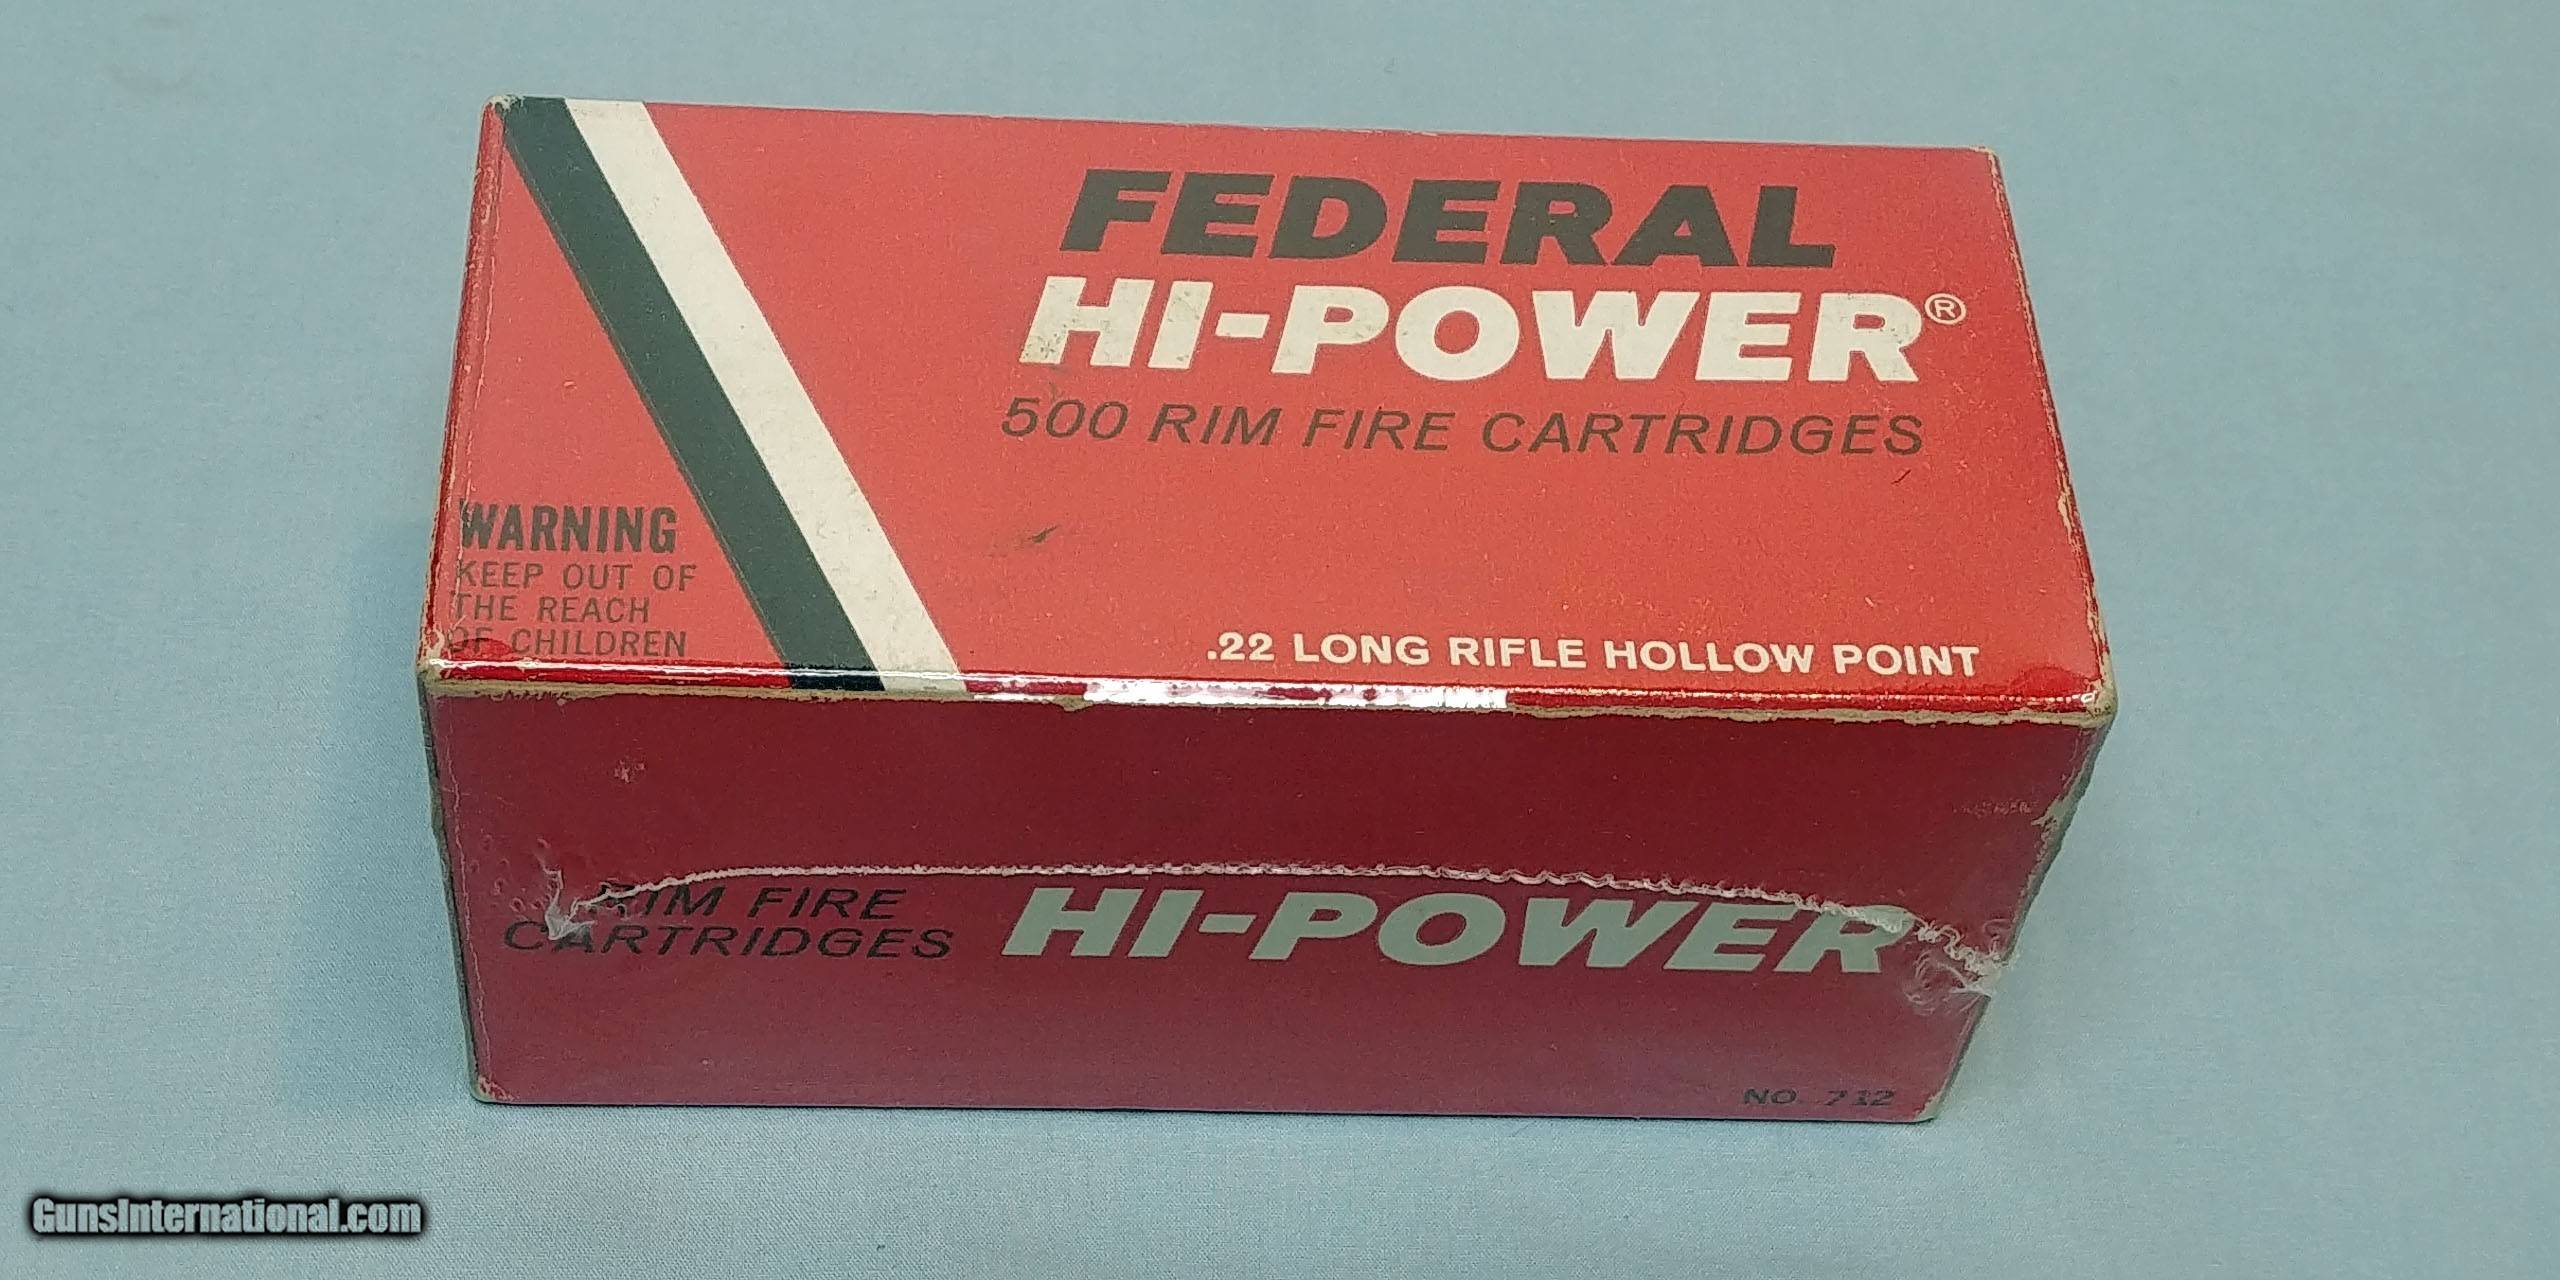 FEDERAL
HI-POWER®
500 RIM FIRE CARTRIDGES
WARNING
KEEP OUT OF
THE REACH
OF CHILDREN
.22 LONG RIFLE HOLLOW POINT
RIM FIRE
CARTRIDGES
HI-POWER
NO. 712
GunsInternational.com